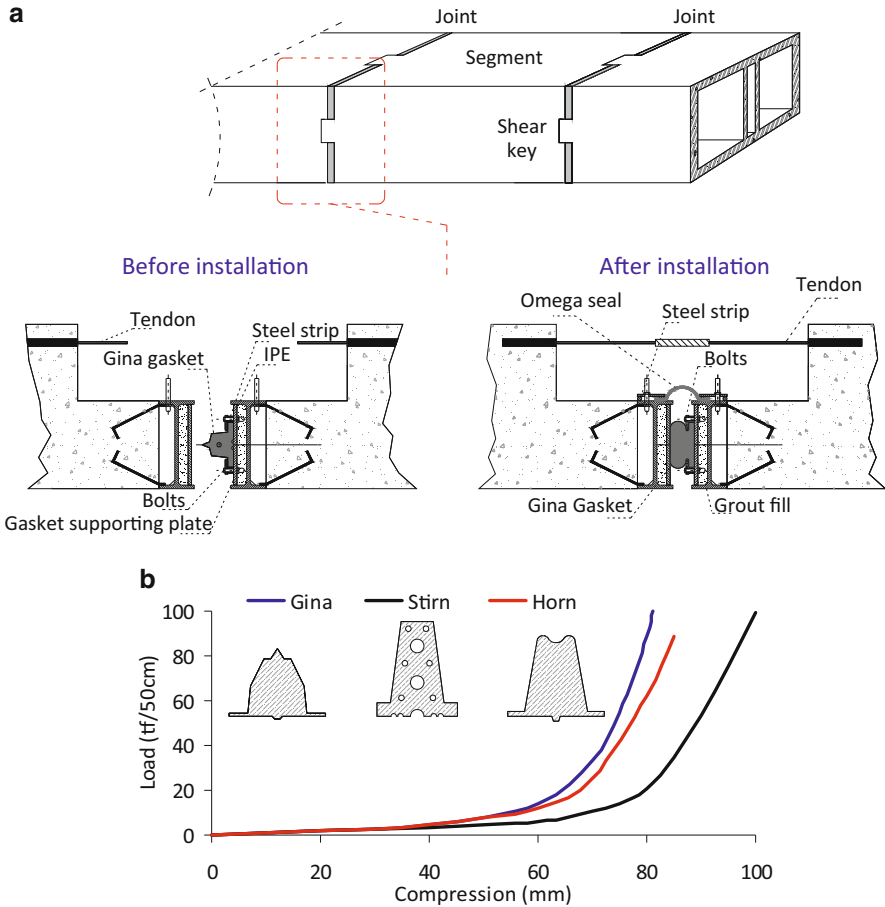 a
Joint
Joint
Segment
Shear
key
Before installation
After installation
Tendon
Steel strip
Gina gasket
IPE
Bolts
Gasket supporting plate
Omega seal
Steel strip
Tendon
Bolts
Gina Gasket
Grout fill
b
Gina
Stirn
Horn
Load (tf/50cm)
100
80
60
40
20
0
0
20
40
60
80
100
Compression (mm)